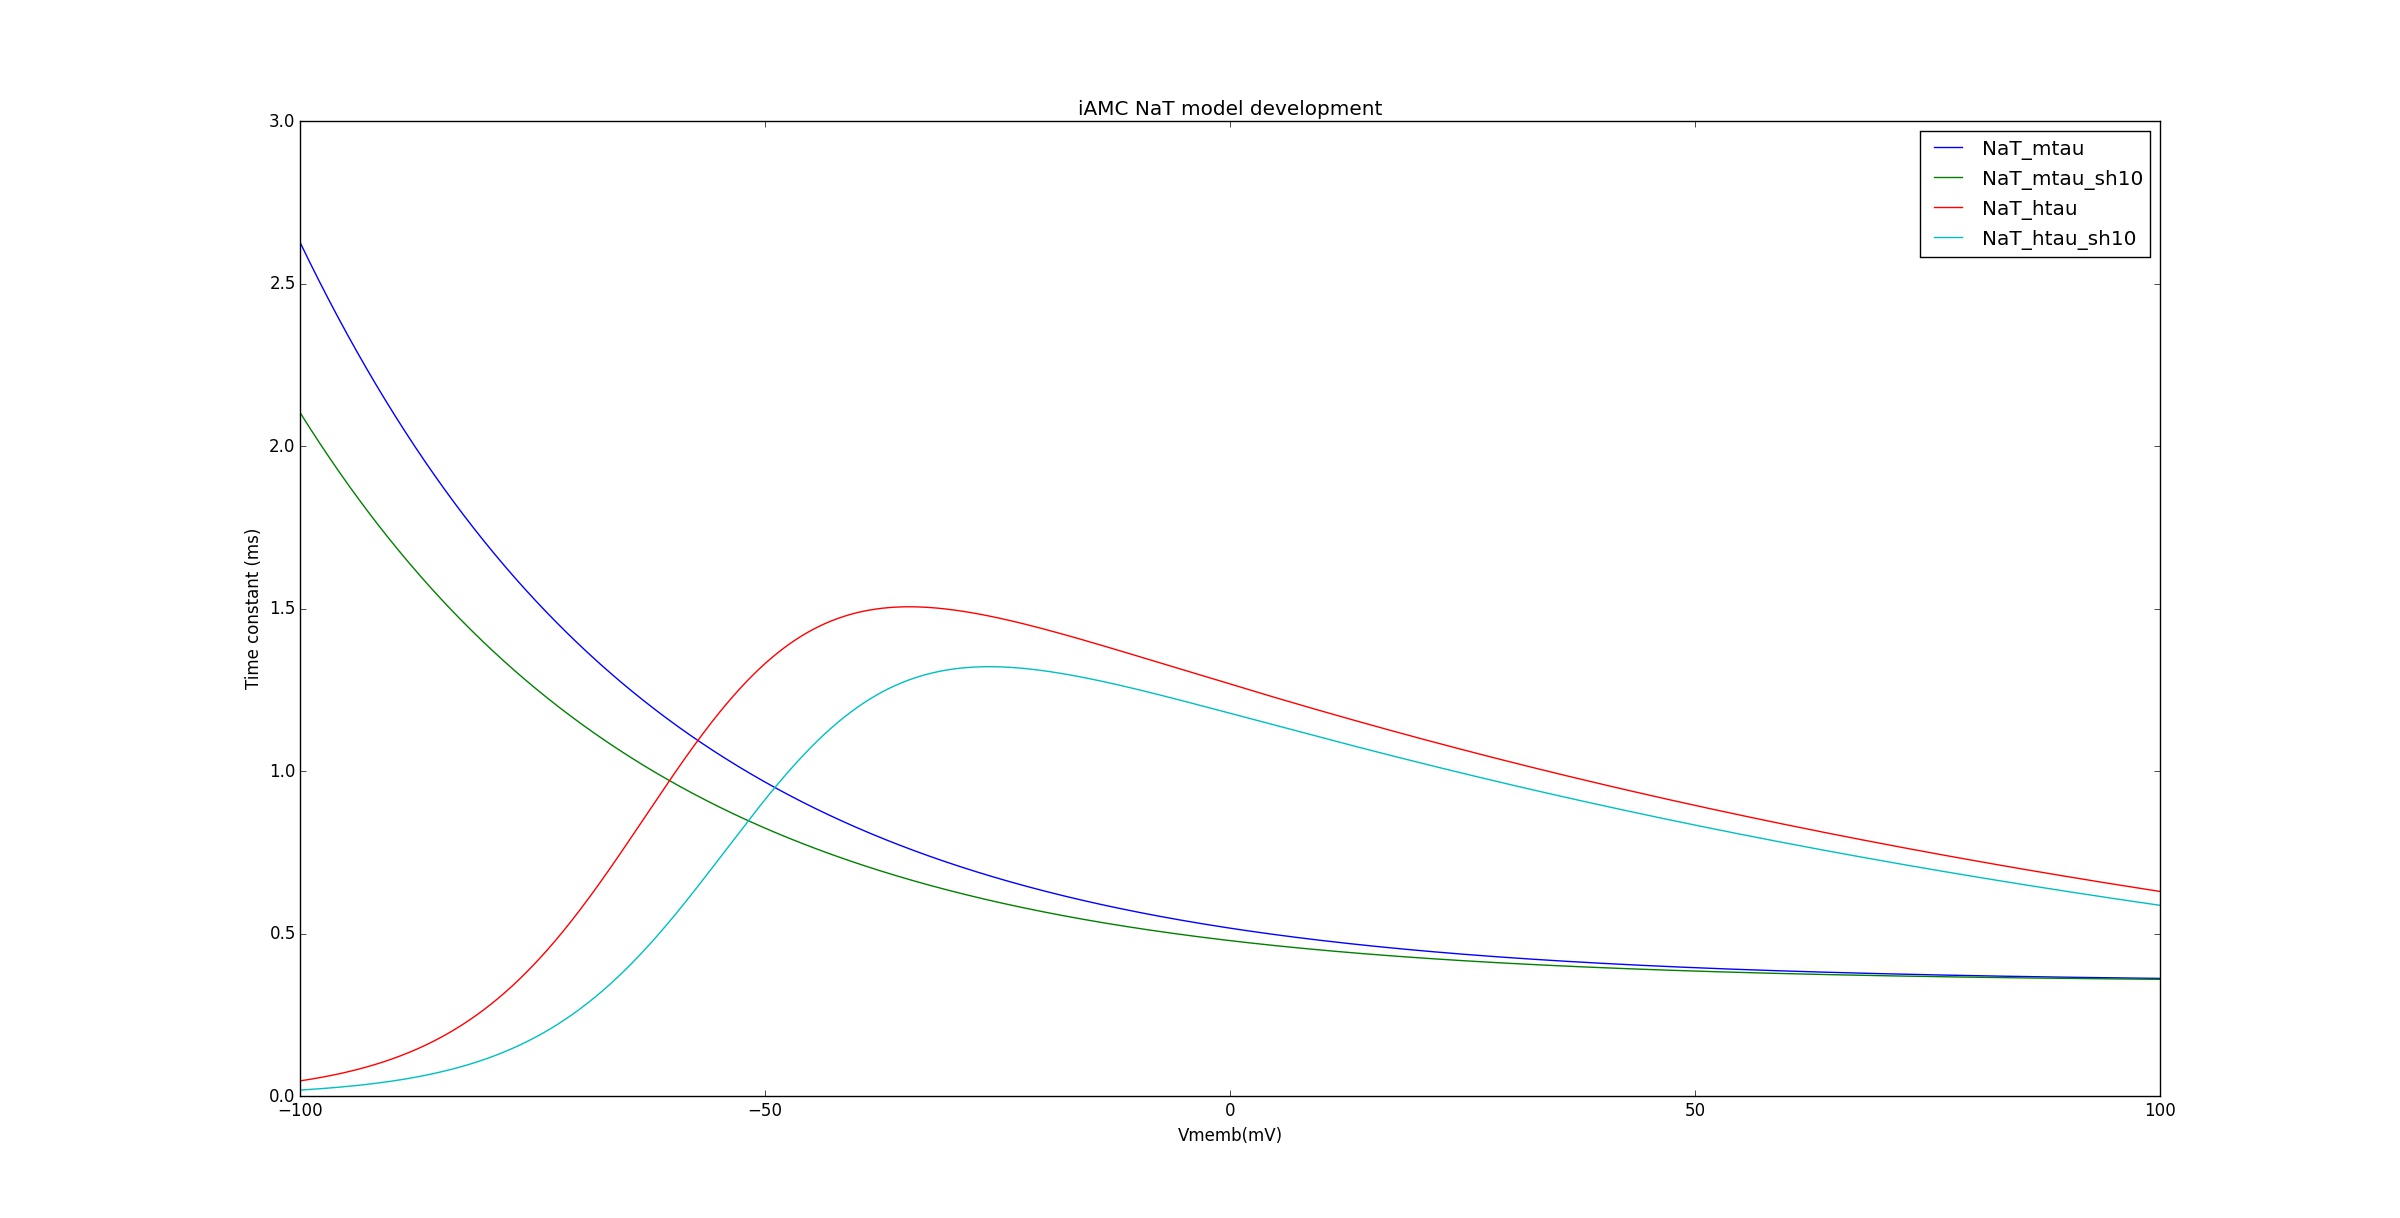 iAMC NaT model development
NaT_mtau
NaT_mtau_sh10
NaT_htau
NaT_htau_sh10
3.0
2.5
2.0
1.5
1.0
0.5
0.0
Time constant (ms)
−100
−50
0
50
100
Vmemb(mV)